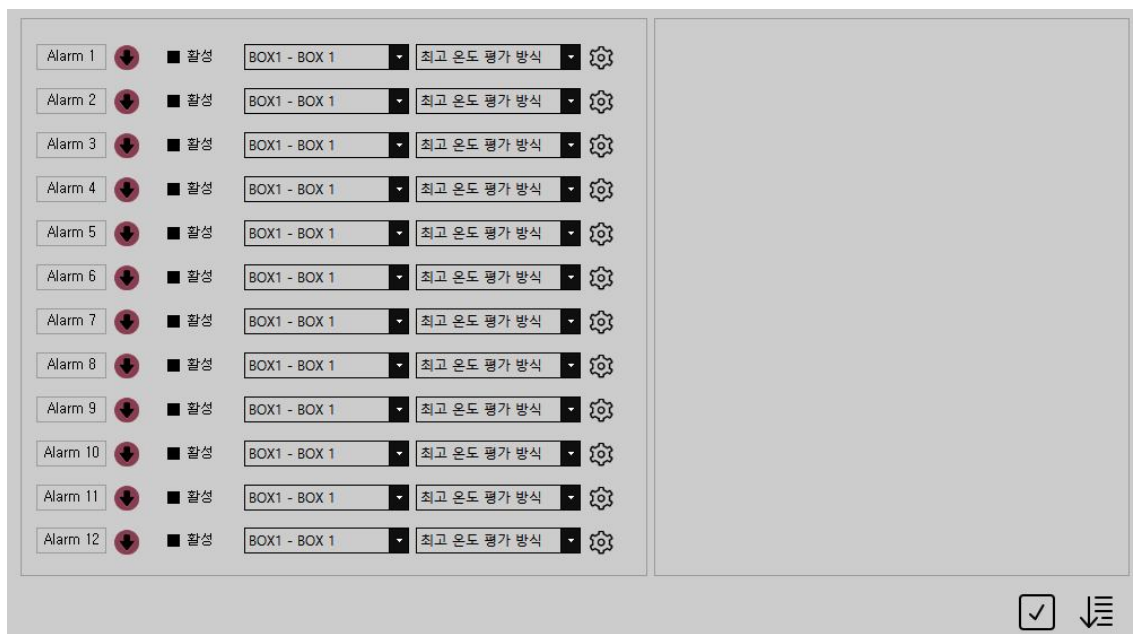 Alarm 1 활성 BOX1 - BOX 1 최고 온도 평가 방식
Alarm 2 활성 BOX1 - BOX 1 최고 온도 평가 방식
Alarm 3 활성 BOX1 - BOX 1 최고 온도 평가 방식
Alarm 4 활성 BOX1 - BOX 1 최고 온도 평가 방식
Alarm 5 활성 BOX1 - BOX 1 최고 온도 평가 방식
Alarm 6 활성 BOX1 - BOX 1 최고 온도 평가 방식
Alarm 7 활성 BOX1 - BOX 1 최고 온도 평가 방식
Alarm 8 활성 BOX1 - BOX 1 최고 온도 평가 방식
Alarm 9 활성 BOX1 - BOX 1 최고 온도 평가 방식
Alarm 10 활성 BOX1 - BOX 1 최고 온도 평가 방식
Alarm 11 활성 BOX1 - BOX 1 최고 온도 평가 방식
Alarm 12 활성 BOX1 - BOX 1 최고 온도 평가 방식